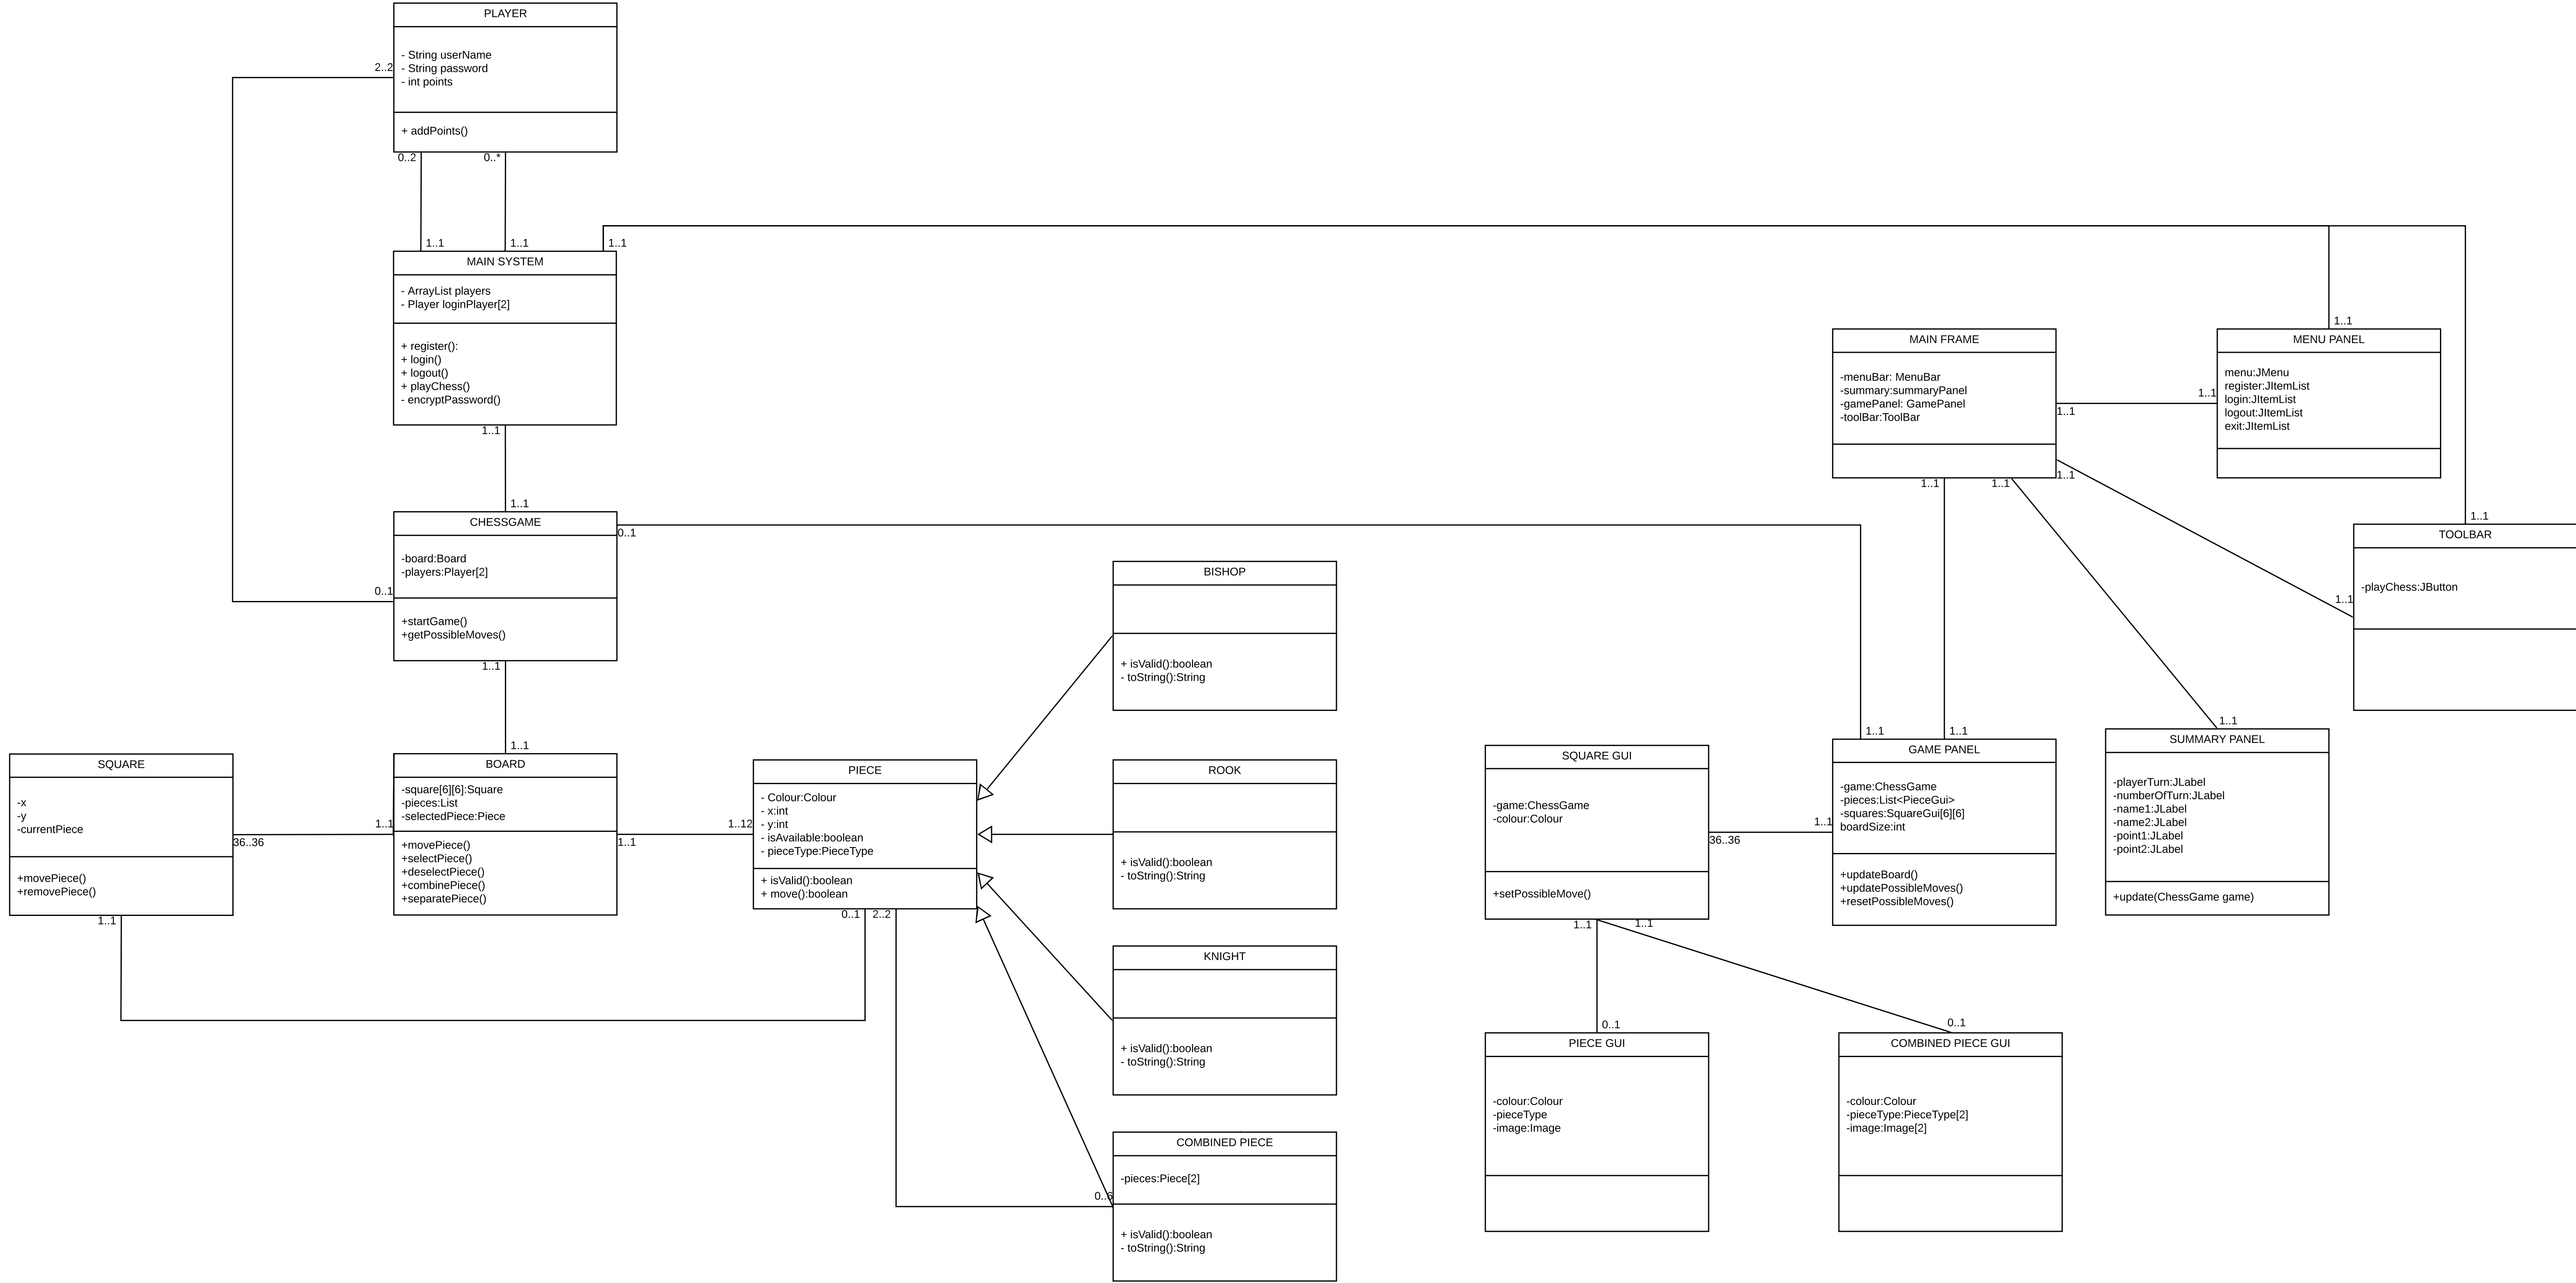 PLAYER
- String userName
- String password
- int points
+ addPoints()
2..2
0..2
0..*
1..1
1..1
1..1
MAIN SYSTEM
- ArrayList players
- Player loginPlayer[2]
+ register():
+ login()
+ logout()
+ playChess()
- encryptPassword()
1..1
1..1
CHESSGAME
-board:Board
-players:Player[2]
+startGame()
+getPossibleMoves()
0..1
0..1
1..1
1..1
SQUARE
-x
-y
-currentPiece
+movePiece()
+removePiece()
36..36
1..1
1..1
BOARD
-square[6][6]:Square
-pieces:List
-selectedPiece:Piece
+movePiece()
+selectPiece()
+deselectPiece()
+combinePiece()
+separatePiece()
1..1
1..12
PIECE
- Colour:Colour
- x:int
- y:int
- isAvailable:boolean
- pieceType:PieceType
+ isValid():boolean
+ move():boolean
0..1
2..2
BISHOP
+ isValid():boolean
- toString():String
ROOK
+ isValid():boolean
- toString():String
KNIGHT
+ isValid():boolean
- toString():String
COMBINED PIECE
-pieces:Piece[2]
0..6
+ isValid():boolean
- toString():String
MAIN FRAME
-menuBar: MenuBar
-summary:summaryPanel
-gamePanel: GamePanel
-toolBar:ToolBar
1..1
1..1
1..1
1..1
1..1
1..1
MENU PANEL
menu:JMenu
register:JItemList
login:JItemList
logout:JItemList
exit:JItemList
1..1
TOOLBAR
-playChess:JButton
1..1
SQUARE GUI
-game:ChessGame
-colour:Colour
+setPossibleMove()
36..36
1..1
1..1
1..1
1..1
1..1
GAME PANEL
-game:ChessGame
-pieces:List<PieceGui>
-squares:SquareGui[6][6]
boardSize:int
+updateBoard()
+updatePossibleMoves()
+resetPossibleMoves()
1..1
SUMMARY PANEL
-playerTurn:JLabel
-numberOfTurn:JLabel
-name1:JLabel
-name2:JLabel
-point1:JLabel
-point2:JLabel
+update(ChessGame game)
0..1
PIECE GUI
-colour:Colour
-pieceType
-image:Image
0..1
COMBINED PIECE GUI
-colour:Colour
-pieceType:PieceType[2]
-image:Image[2]